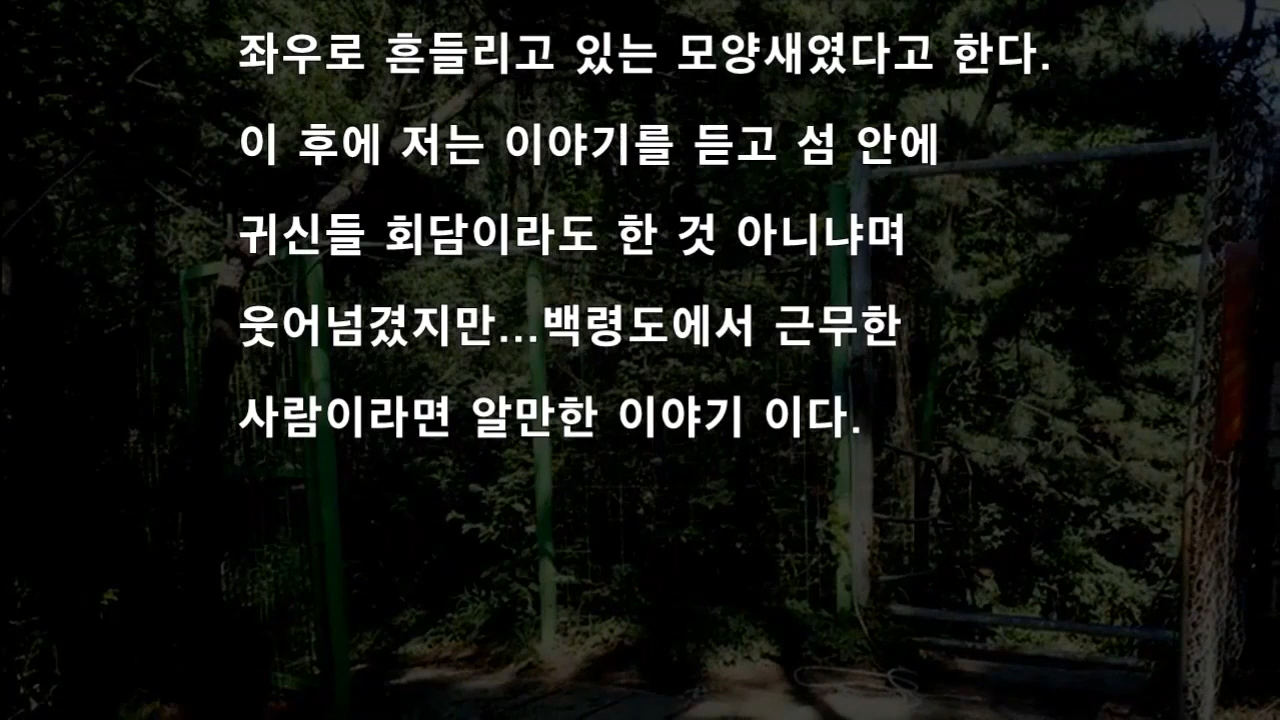 좌우로 흔들리고 있는 모양새였다고 한다.
이 후에 저는 이야기를 듣고 섬 안에
귀신들 회담이라도 한 것 아니냐며
웃어넘겼지만...백령도에서 근무한
사람이라면 알만한 이야기 이다.